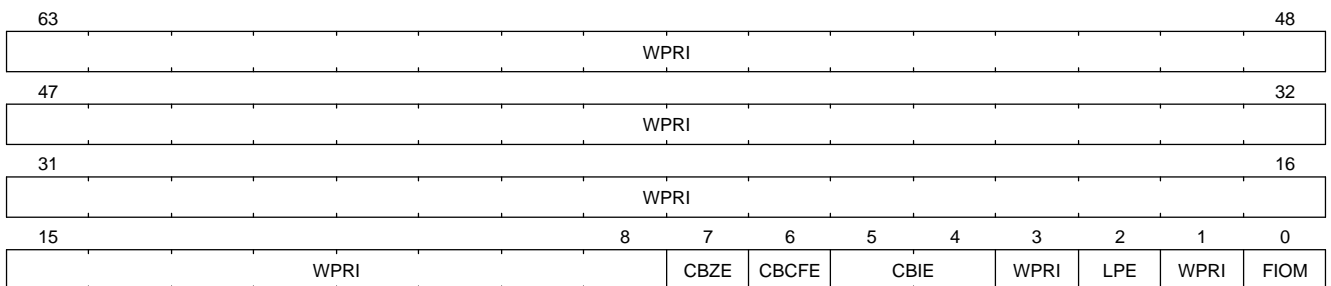 63 48
WPRI
47 32
WPRI
31 16
WPRI
15 8 7 6 5 4 3 2 1 0
WPRI CBZE CBCFE CBIE WPRI LPE WPRI FIOM